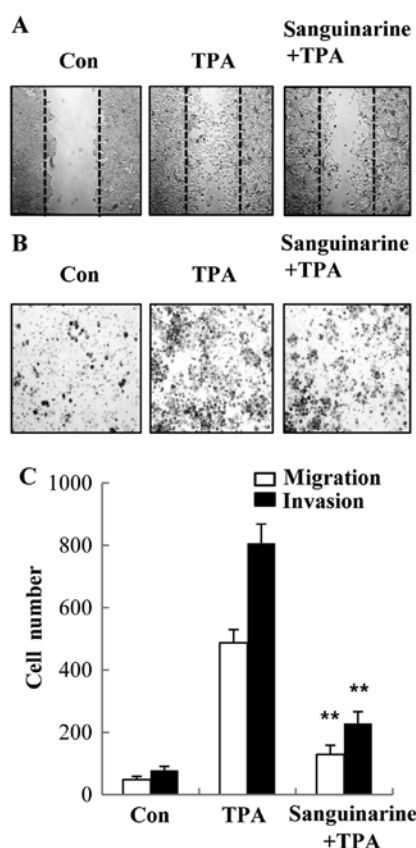 A
Con
TPA
Sanguinarine
+TPA
B
Con
TPA
Sanguinarine
+TPA
C
Migration
Invasion
1000
800
600
400
200
0
Cell number
**
**
Con
TPA
Sanguinarine
+TPA